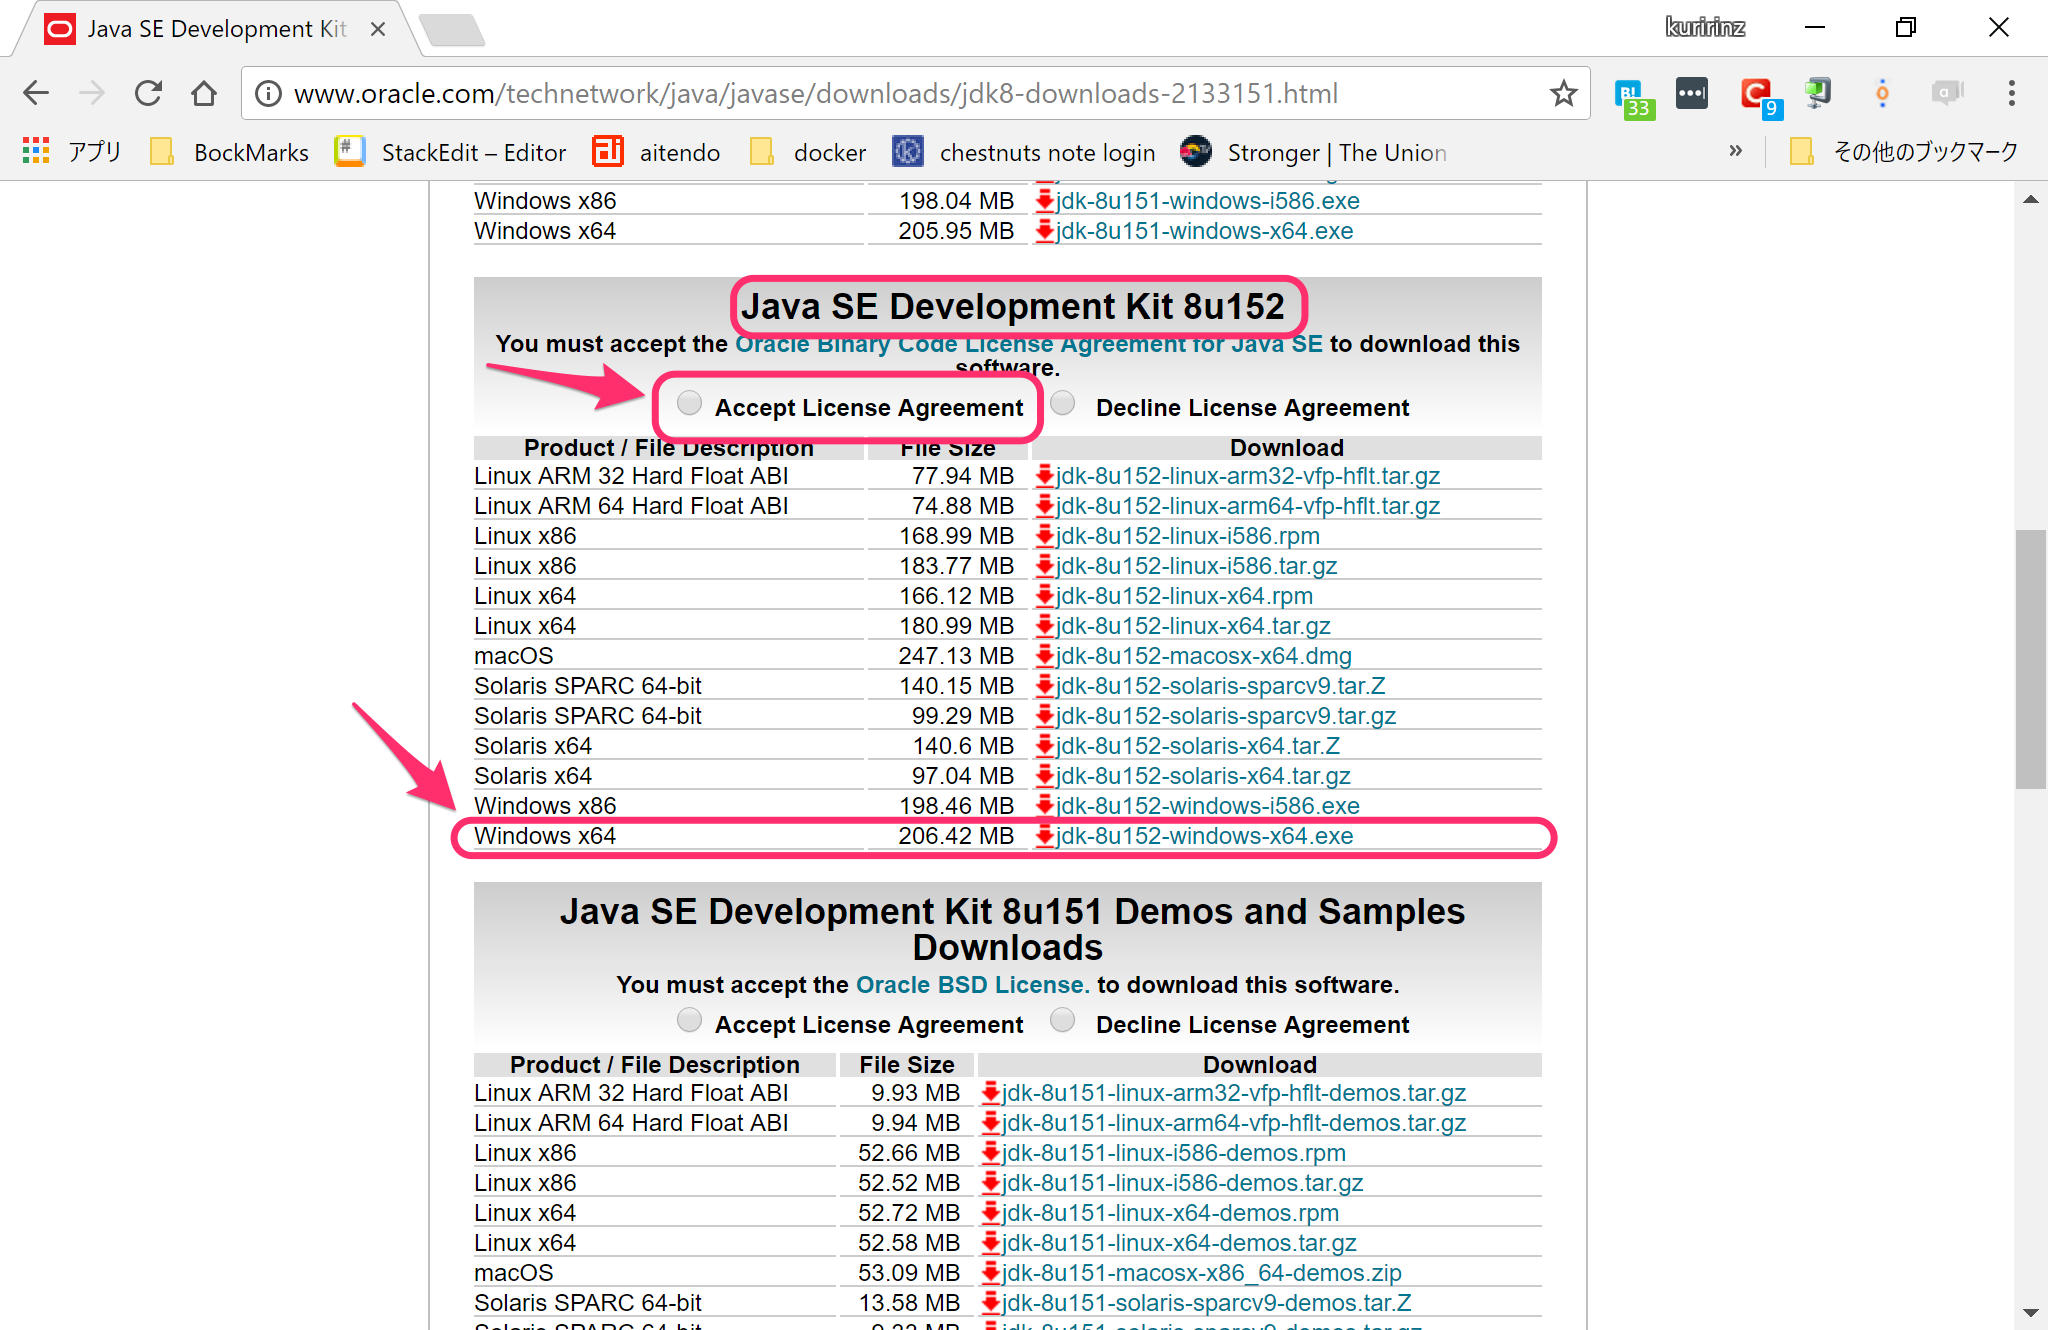 Java SE Development Kit
kuririnz
www.oracle.com/technetwork/java/javase/downloads/jdk8-downloads-2133151.html
B! 33
9
a
アプリ BockMarks # StackEdit – Editor aitendo docker chestnuts note login Stronger | The Union » その他のブックマーク
Windows x86 198.04 MB jdk-8u151-windows-i586.exe
Windows x64 205.95 MB jdk-8u151-windows-x64.exe
Java SE Development Kit 8u152
You must accept the Oracle Binary Code License Agreement for Java SE to download this
software.
Accept License Agreement Decline License Agreement
Product / File Description File Size Download
Linux ARM 32 Hard Float ABI 77.94 MB jdk-8u152-linux-arm32-vfp-hflt.tar.gz
Linux ARM 64 Hard Float ABI 74.88 MB jdk-8u152-linux-arm64-vfp-hflt.tar.gz
Linux x86 168.99 MB jdk-8u152-linux-i586.rpm
Linux x86 183.77 MB jdk-8u152-linux-i586.tar.gz
Linux x64 166.12 MB jdk-8u152-linux-x64.rpm
Linux x64 180.99 MB jdk-8u152-linux-x64.tar.gz
macOS 247.13 MB jdk-8u152-macosx-x64.dmg
Solaris SPARC 64-bit 140.15 MB jdk-8u152-solaris-sparcv9.tar.Z
Solaris SPARC 64-bit 99.29 MB jdk-8u152-solaris-sparcv9.tar.gz
Solaris x64 140.6 MB jdk-8u152-solaris-x64.tar.Z
Solaris x64 97.04 MB jdk-8u152-solaris-x64.tar.gz
Windows x86 198.46 MB jdk-8u152-windows-i586.exe
Windows x64 206.42 MB jdk-8u152-windows-x64.exe
Java SE Development Kit 8u151 Demos and Samples
Downloads
You must accept the Oracle BSD License. to download this software.
Accept License Agreement Decline License Agreement
Product / File Description File Size Download
Linux ARM 32 Hard Float ABI 9.93 MB jdk-8u151-linux-arm32-vfp-hflt-demos.tar.gz
Linux ARM 64 Hard Float ABI 9.94 MB jdk-8u151-linux-arm64-vfp-hflt-demos.tar.gz
Linux x86 52.66 MB jdk-8u151-linux-i586-demos.rpm
Linux x86 52.52 MB jdk-8u151-linux-i586-demos.tar.gz
Linux x64 52.72 MB jdk-8u151-linux-x64-demos.rpm
Linux x64 52.58 MB jdk-8u151-linux-x64-demos.tar.gz
macOS 53.09 MB jdk-8u151-macosx-x86_64-demos.zip
Solaris SPARC 64-bit 13.58 MB jdk-8u151-solaris-sparcv9-demos.tar.Z
Solaris SPARC 64-bit 9.33 MB jdk-8u151-solaris-sparcv9-demos.tar.gz